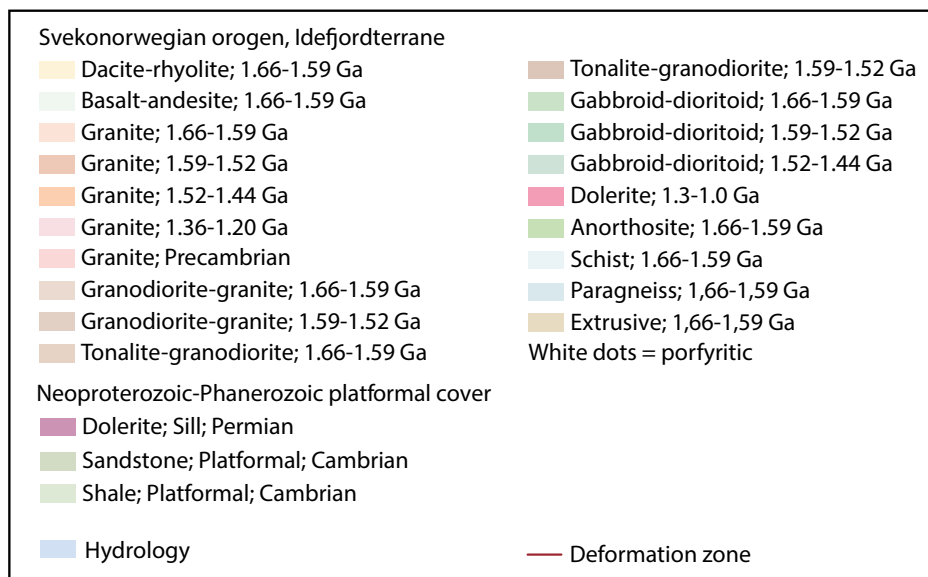 Svekonorwegian orogen, Idefjordterrane
Dacite-rhyolite; 1.66-1.59 Ga
Basalt-andesite; 1.66-1.59 Ga
Granite; 1.66-1.59 Ga
Granite; 1.59-1.52 Ga
Granite; 1.52-1.44 Ga
Granite; 1.36-1.20 Ga
Granite; Precambrian
Granodiorite-granite; 1.66-1.59 Ga
Granodiorite-granite; 1.59-1.52 Ga
Tonalite-granodiorite; 1.66-1.59 Ga
Tonalite-granodiorite; 1.59-1.52 Ga
Gabbroid-dioritoid; 1.66-1.59 Ga
Gabbroid-dioritoid; 1.59-1.52 Ga
Gabbroid-dioritoid; 1.52-1.44 Ga
Dolerite; 1.3-1.0 Ga
Anorthosite; 1.66-1.59 Ga
Schist; 1.66-1.59 Ga
Paragneiss; 1,66-1,59 Ga
Extrusive; 1,66-1,59 Ga
White dots = porfyritic
Neoproterozoic-Phanerozoic platformal cover
Dolerite; Sill; Permian
Sandstone; Platformal; Cambrian
Shale; Platformal; Cambrian
Hydrology
Deformation zone